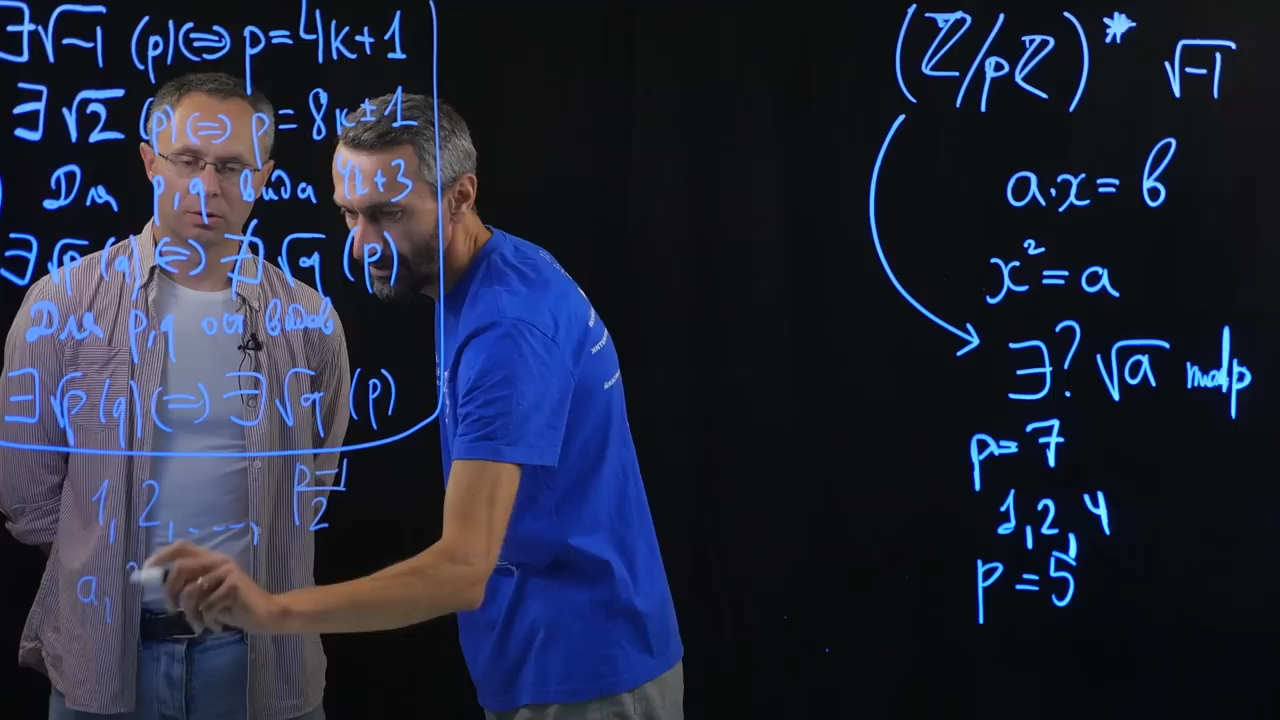 ∃√-1 (p) <=> p=4k+1
∃√2 (p) <=> p=8k±1
Для p,q вида 4k+3
∃√p (q) <=> ∄√q (p)
Для p,q ост видов
∃√p (q) <=> ∃√q (p)
1, 2, ..., (p-1)/2
a, 2
(ℤ/pℤ)* √-1
a·x=b
x²=a
∃? √a mod p
p=7
1,2,4
p=5